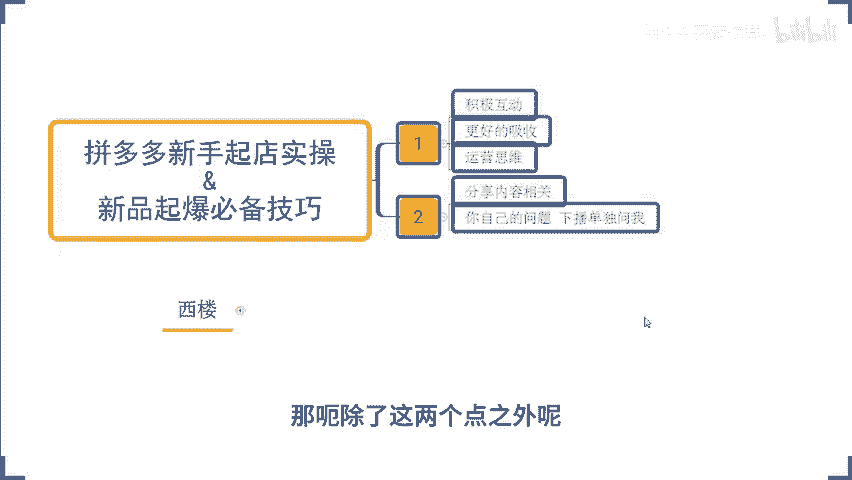 bilibili
拼多多新手起店实操
&
新品起爆必备技巧
1
积极互动
更好的吸收
运营思维
2
分享内容相关
你自己的问题 下播单独问我
西楼
那呃除了这两个点之外呢